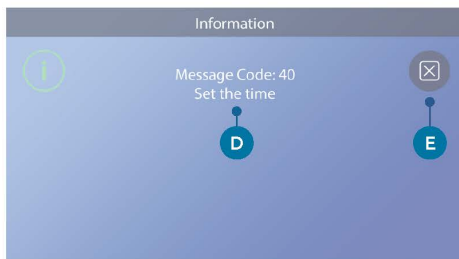 Information
i
Message Code: 40
Set the time
D
E